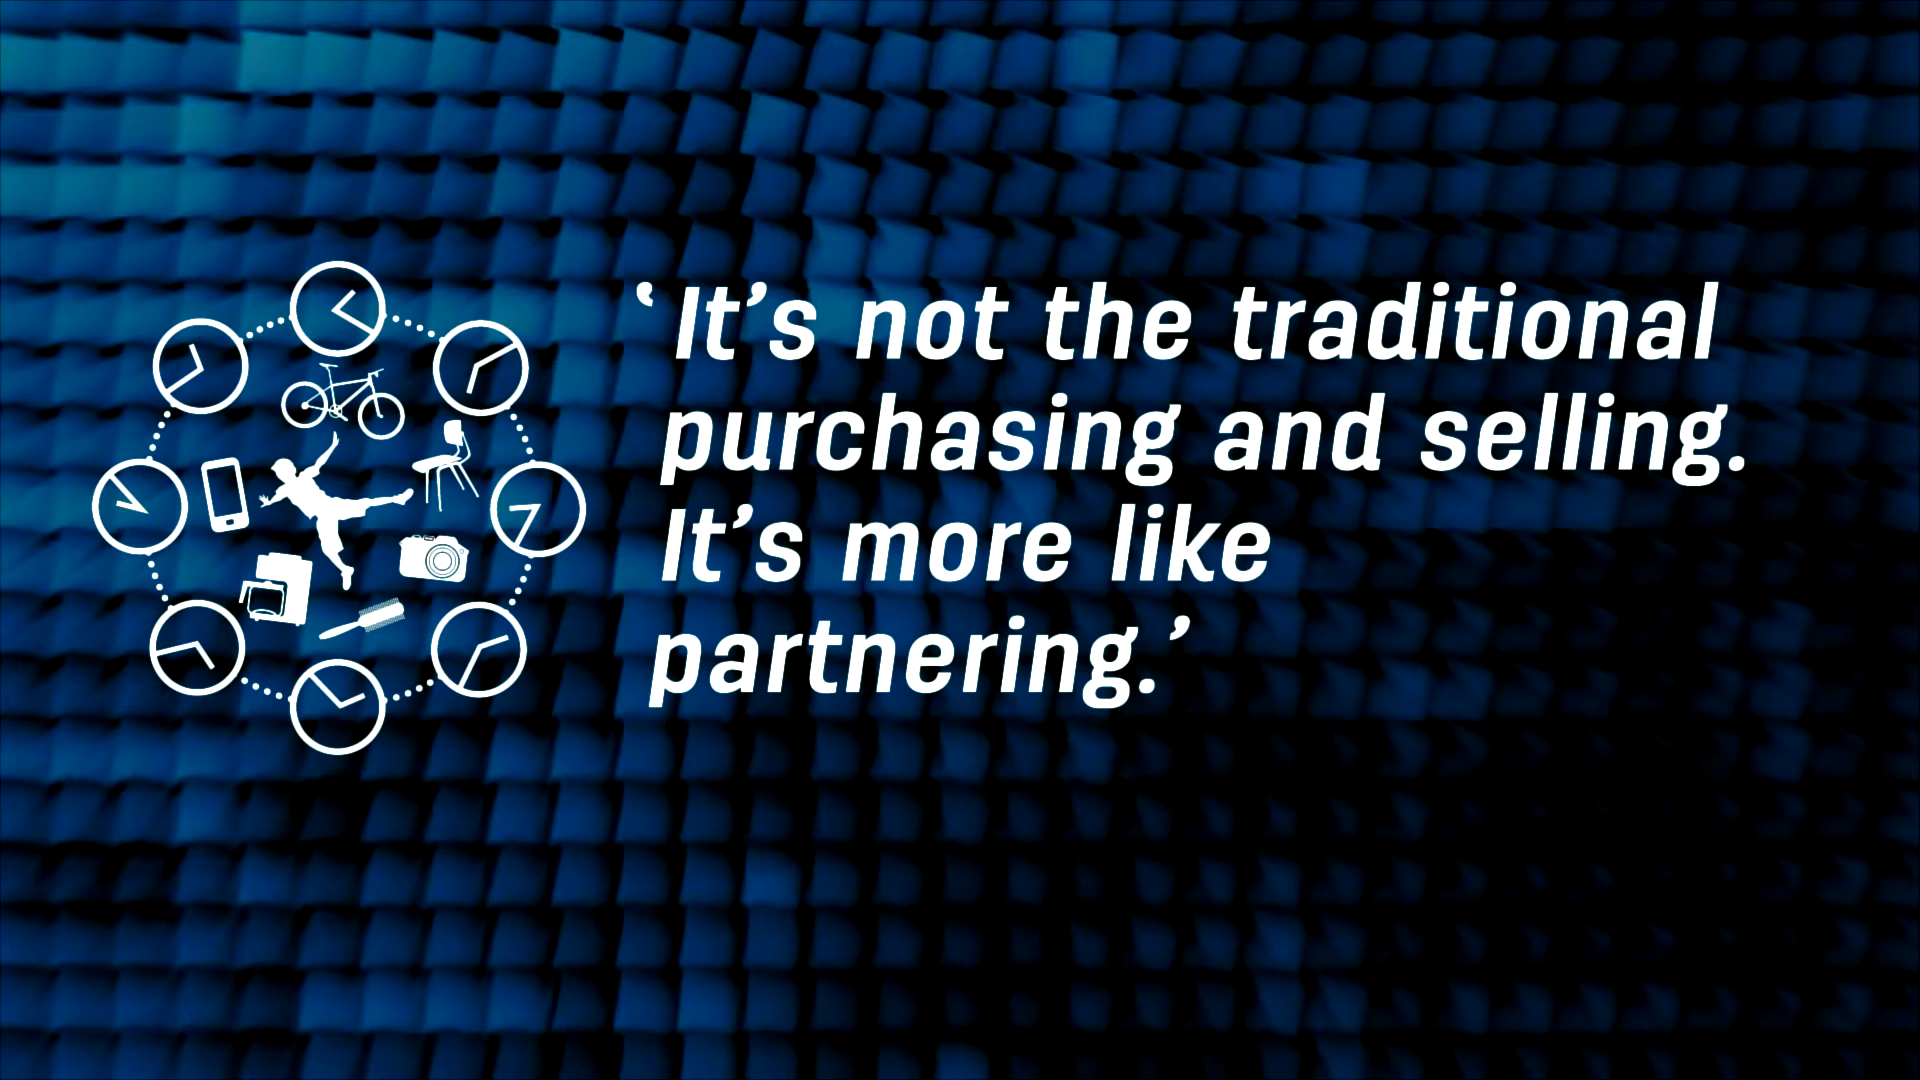 ‘It’s not the traditional
purchasing and selling.
It’s more like
partnering.’